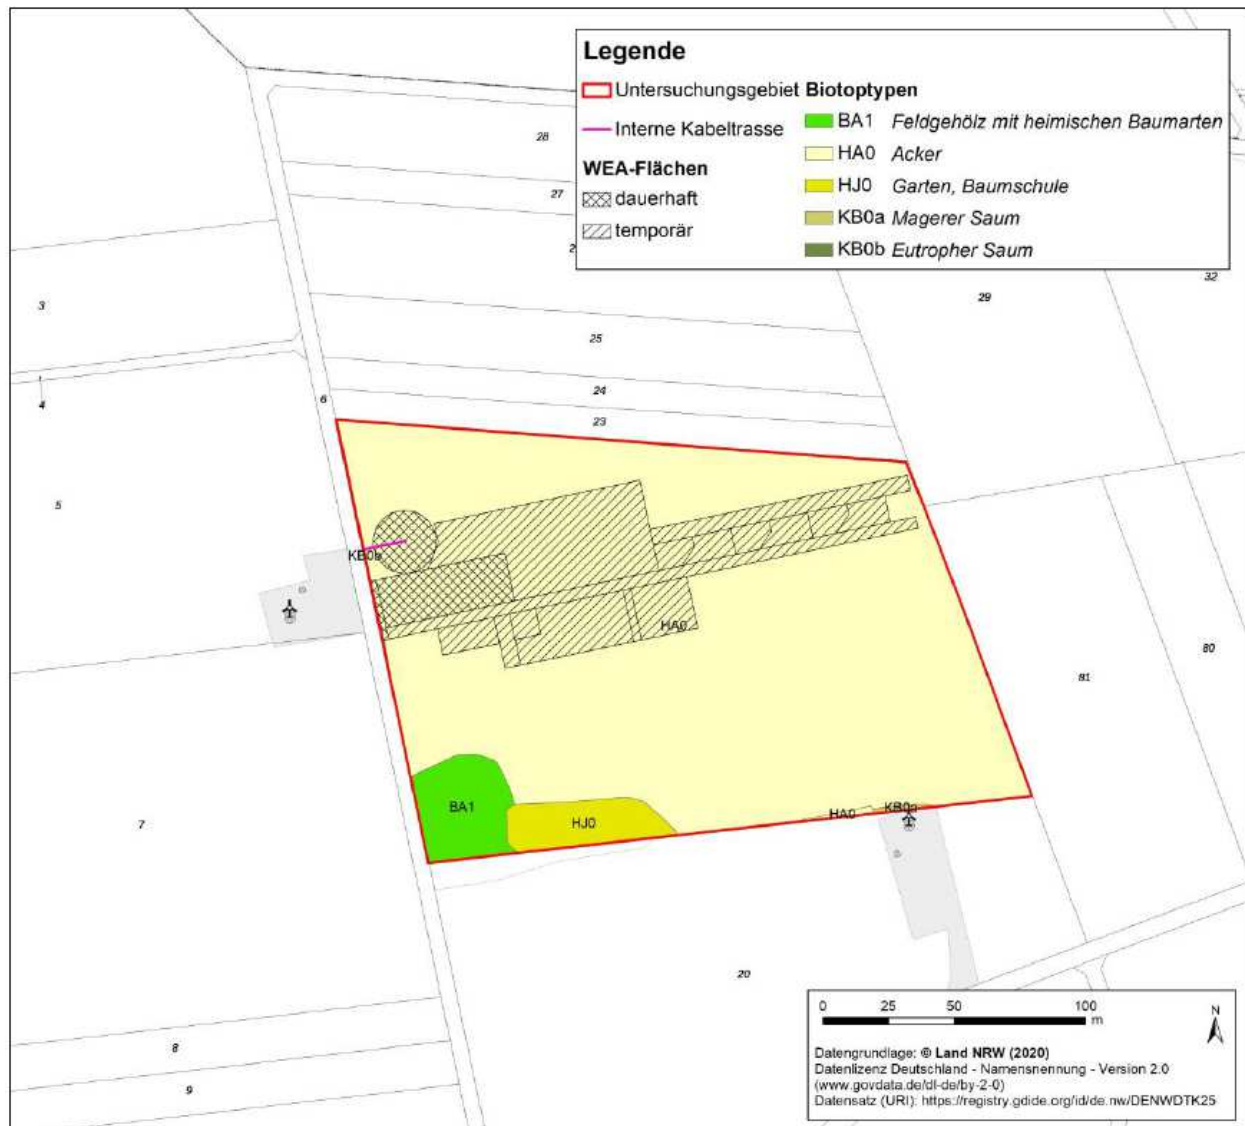 Legende
Untersuchungsgebiet
Interne Kabeltrasse
WEA-Flächen
dauerhaft
temporär
Biotoptypen
BA1 Feldgehölz mit heimischen Baumarten
HA0 Acker
HJ0 Garten, Baumschule
KB0a Magerer Saum
KB0b Eutropher Saum
28
27
32
29
3
25
4
24
6
23
5
KB0b
HA0
80
81
BA1
HJ0
HA0
KB0a
7
20
8
9
0 25 50 100
m
N
Datengrundlage: © Land NRW (2020)
Datenlizenz Deutschland - Namensnennung - Version 2.0
(www.govdata.de/dl-de/by-2-0)
Datensatz (URI): https://registry.gdide.org/id/de.nw/DENWDTK25